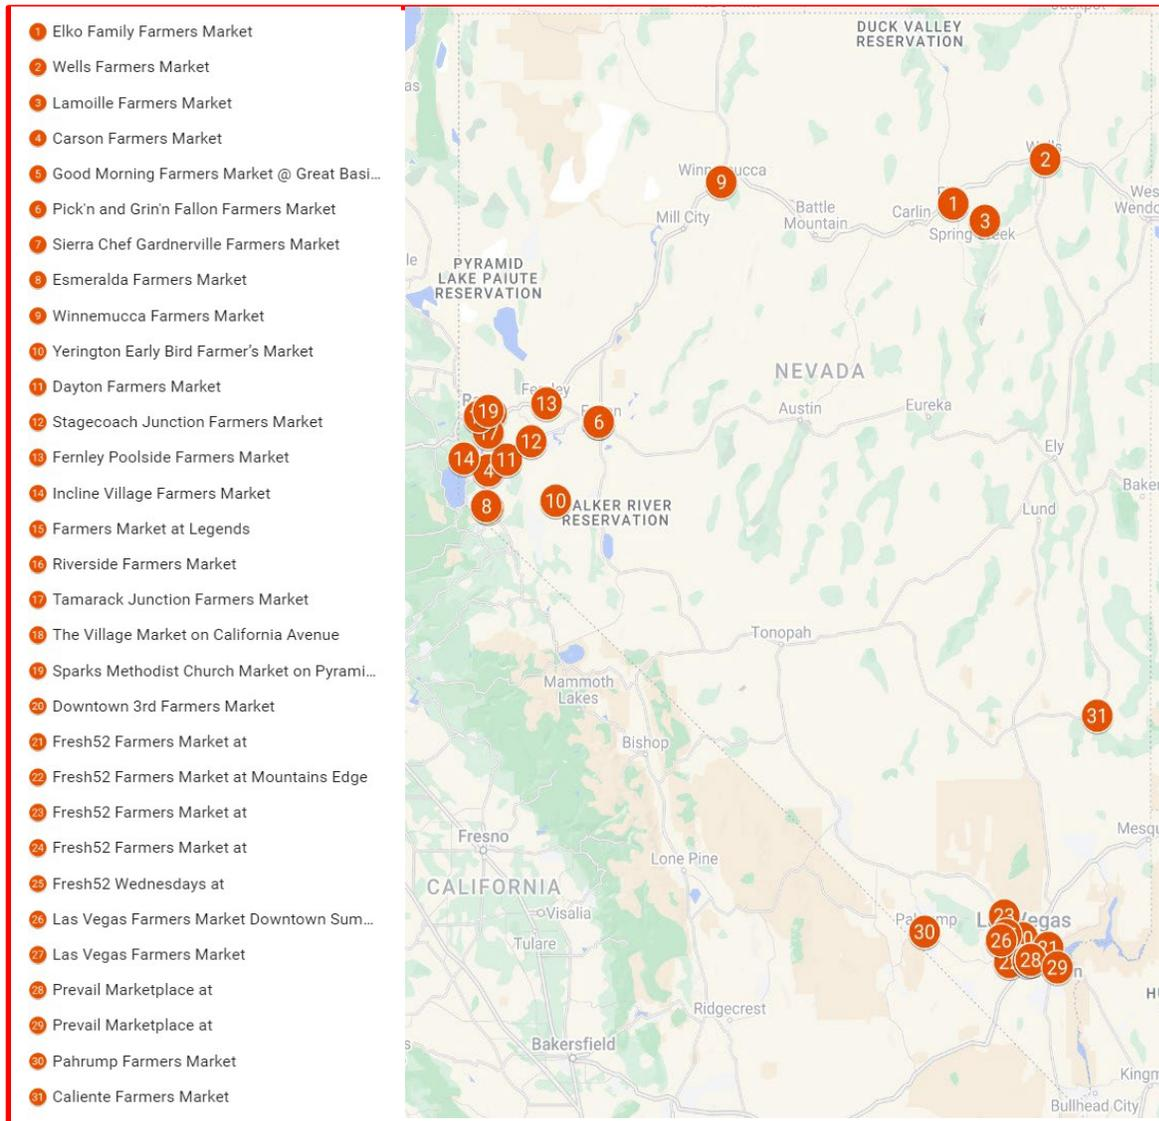 1 Elko Family Farmers Market
2 Wells Farmers Market
3 Lamoille Farmers Market
4 Carson Farmers Market
5 Good Morning Farmers Market @ Great Basi...
6 Pick'n and Grin'n Fallon Farmers Market
7 Sierra Chef Gardnerville Farmers Market
8 Esmeralda Farmers Market
9 Winnemucca Farmers Market
10 Yerington Early Bird Farmer's Market
11 Dayton Farmers Market
12 Stagecoach Junction Farmers Market
13 Fernley Poolside Farmers Market
14 Incline Village Farmers Market
15 Farmers Market at Legends
16 Riverside Farmers Market
17 Tamarack Junction Farmers Market
18 The Village Market on California Avenue
19 Sparks Methodist Church Market on Pyrami...
20 Downtown 3rd Farmers Market
21 Fresh52 Farmers Market at
22 Fresh52 Farmers Market at Mountains Edge
23 Fresh52 Farmers Market at
24 Fresh52 Farmers Market at
25 Fresh52 Wednesdays at
26 Las Vegas Farmers Market Downtown Sum...
27 Las Vegas Farmers Market
28 Prevail Marketplace at
29 Prevail Marketplace at
30 Pahrump Farmers Market
31 Caliente Farmers Market
DUCK VALLEY
RESERVATION
2
9
Mill City
Battle
Mountain
Carlin
1
3
Wes
Wendo
PYRAMID
LAKE PAIUTE
RESERVATION
NEVADA
19
13
6
Austin
Eureka
17
12
14
4
11
Ely
8
10
ALKER RIVER
RESERVATION
Lund
Baker
Tonopah
Mammoth
Lakes
31
Bishop
Fresno
Lone Pine
Mesqu
CALIFORNIA
Visalia
Tulare
23
30
26
28
29
Ridgecrest
Bakersfield
Kingm
Bullhead City